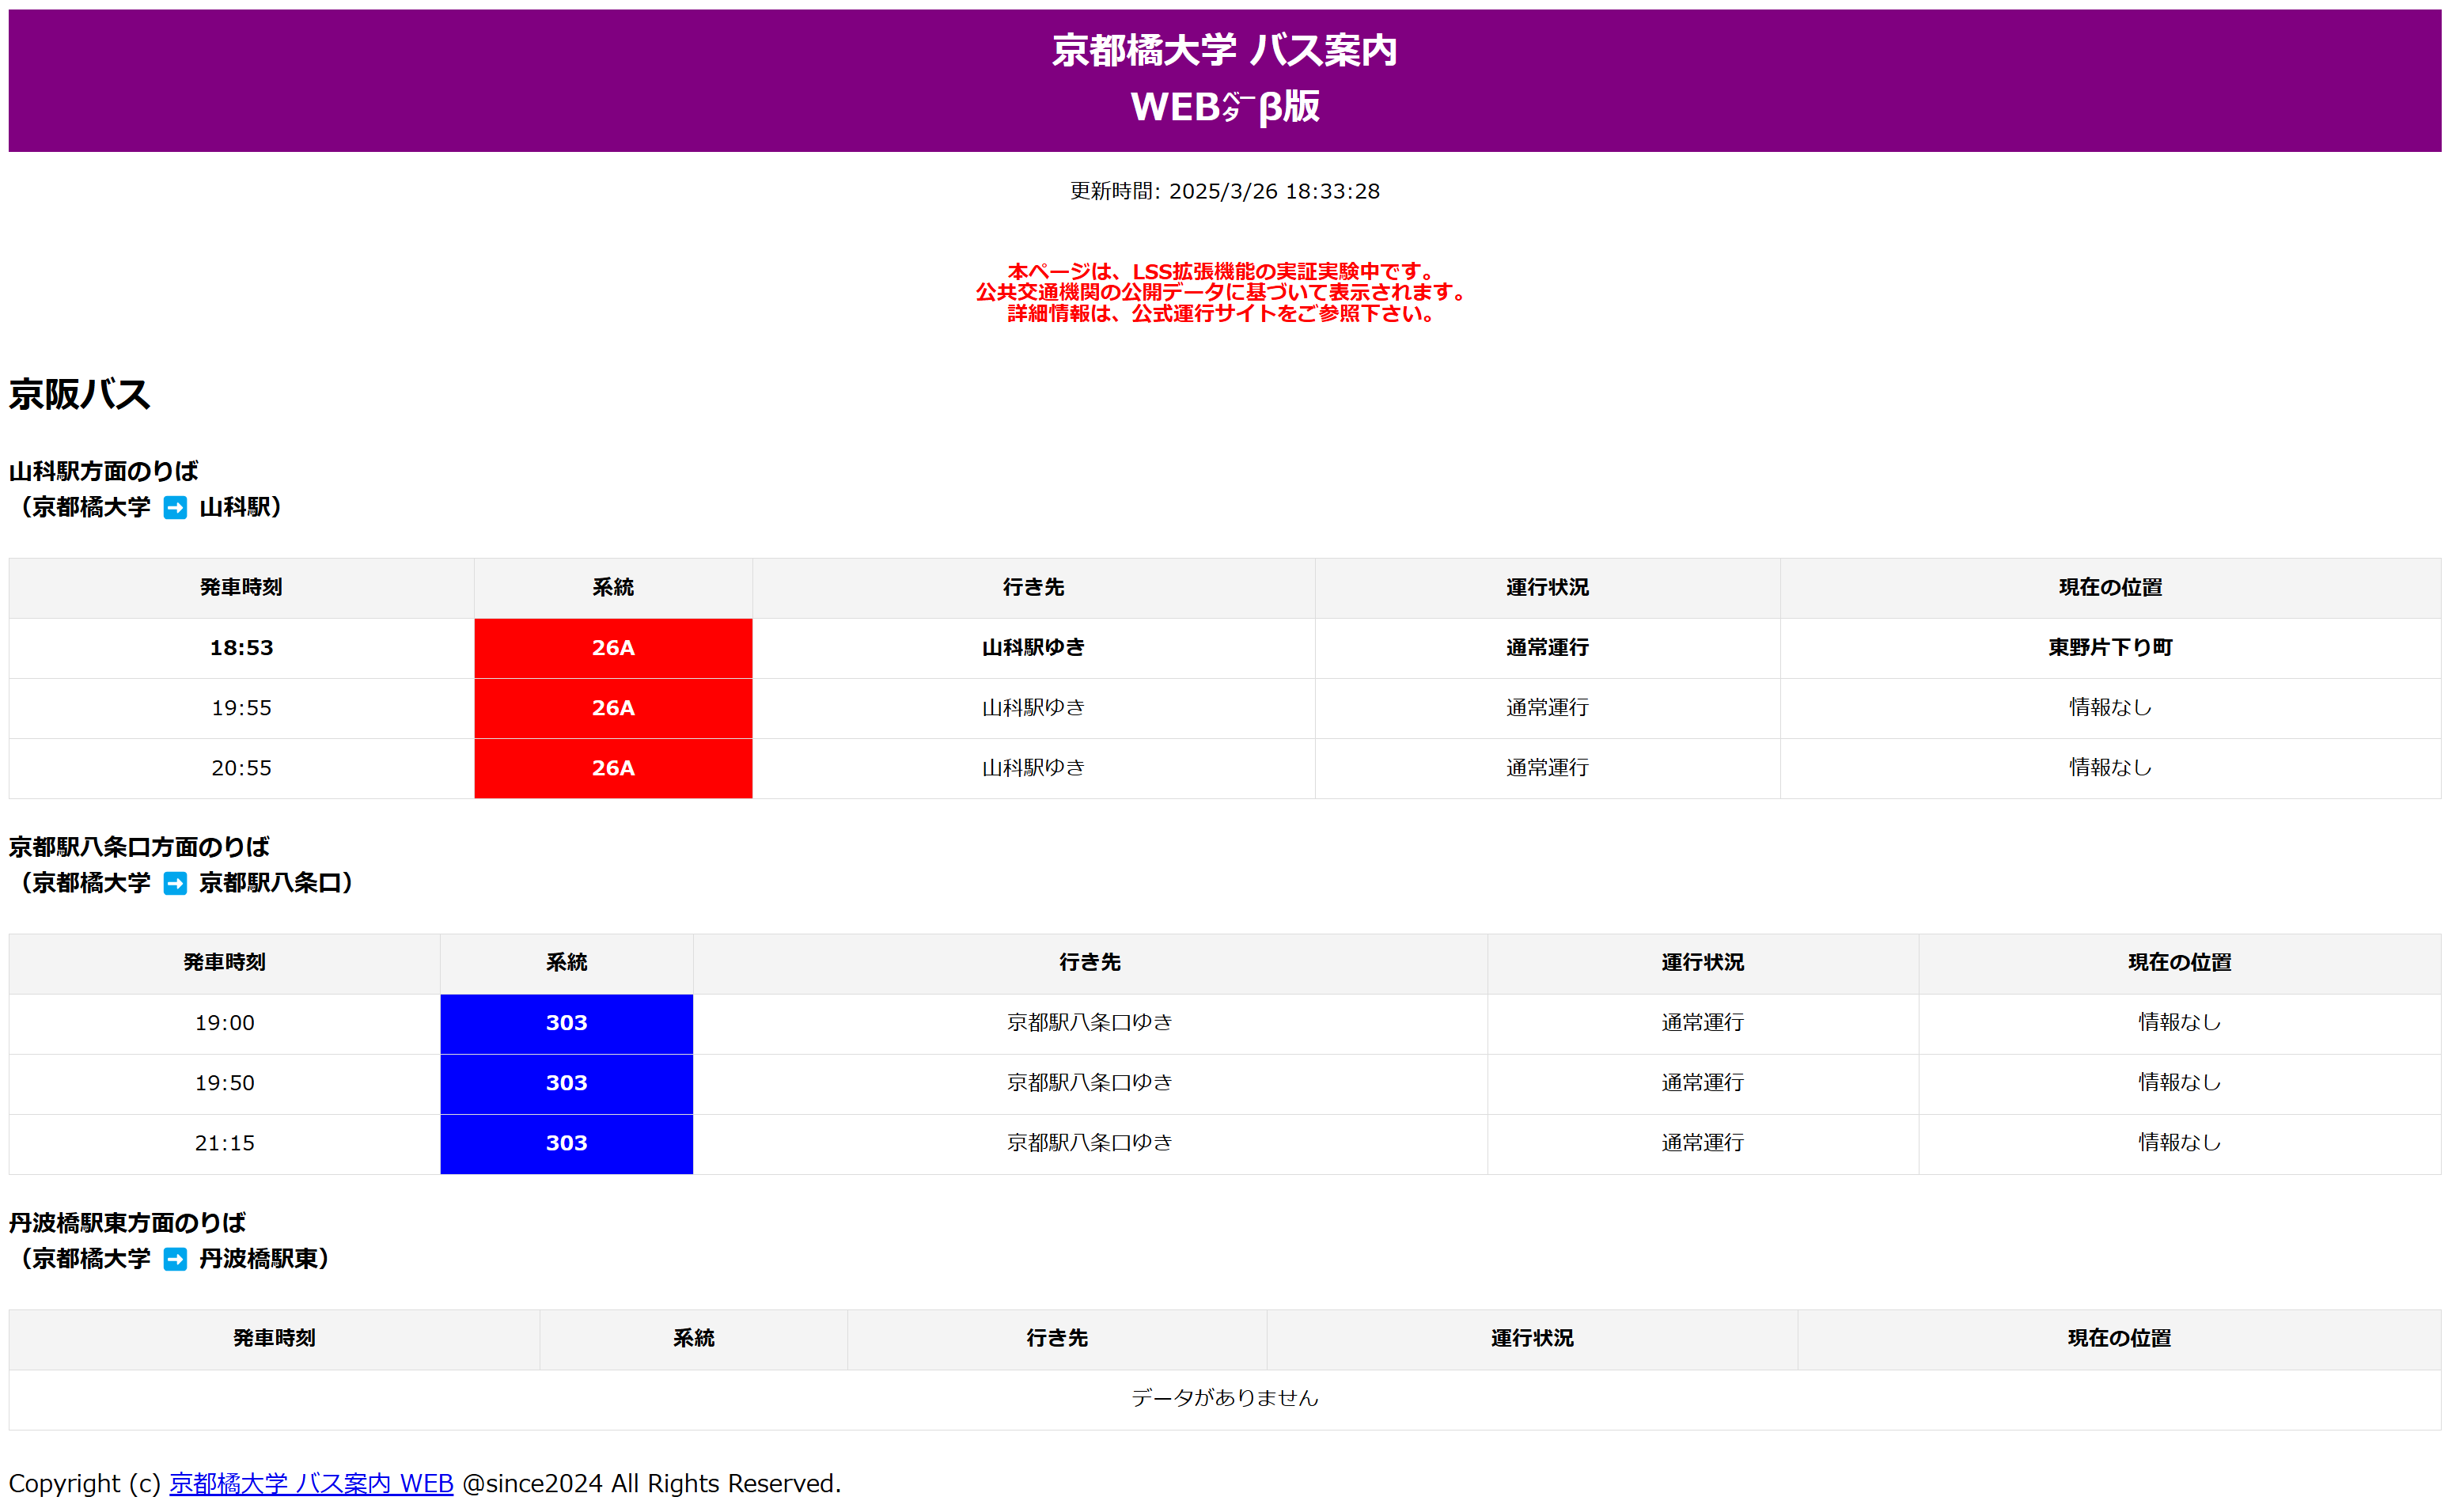 京都橘大学 バス案内
WEB㌼β版
更新時間: 2025/3/26 18:33:28
本ページは、LSS拡張機能の実証実験中です。
公共交通機関の公開データに基づいて表示されます。
詳細情報は、公式運行サイトをご参照下さい。
京阪バス
山科駅方面のりば
（京都橘大学 ➡️ 山科駅）
発車時刻 系統 行き先 運行状況 現在の位置
18:53 26A 山科駅ゆき 通常運行 東野片下り町
19:55 26A 山科駅ゆき 通常運行 情報なし
20:55 26A 山科駅ゆき 通常運行 情報なし
京都駅八条口方面のりば
（京都橘大学 ➡️ 京都駅八条口）
発車時刻 系統 行き先 運行状況 現在の位置
19:00 303 京都駅八条口ゆき 通常運行 情報なし
19:50 303 京都駅八条口ゆき 通常運行 情報なし
21:15 303 京都駅八条口ゆき 通常運行 情報なし
丹波橋駅東方面のりば
（京都橘大学 ➡️ 丹波橋駅東）
発車時刻 系統 行き先 運行状況 現在の位置
データがありません
Copyright (c) 京都橘大学 バス案内 WEB @since2024 All Rights Reserved.